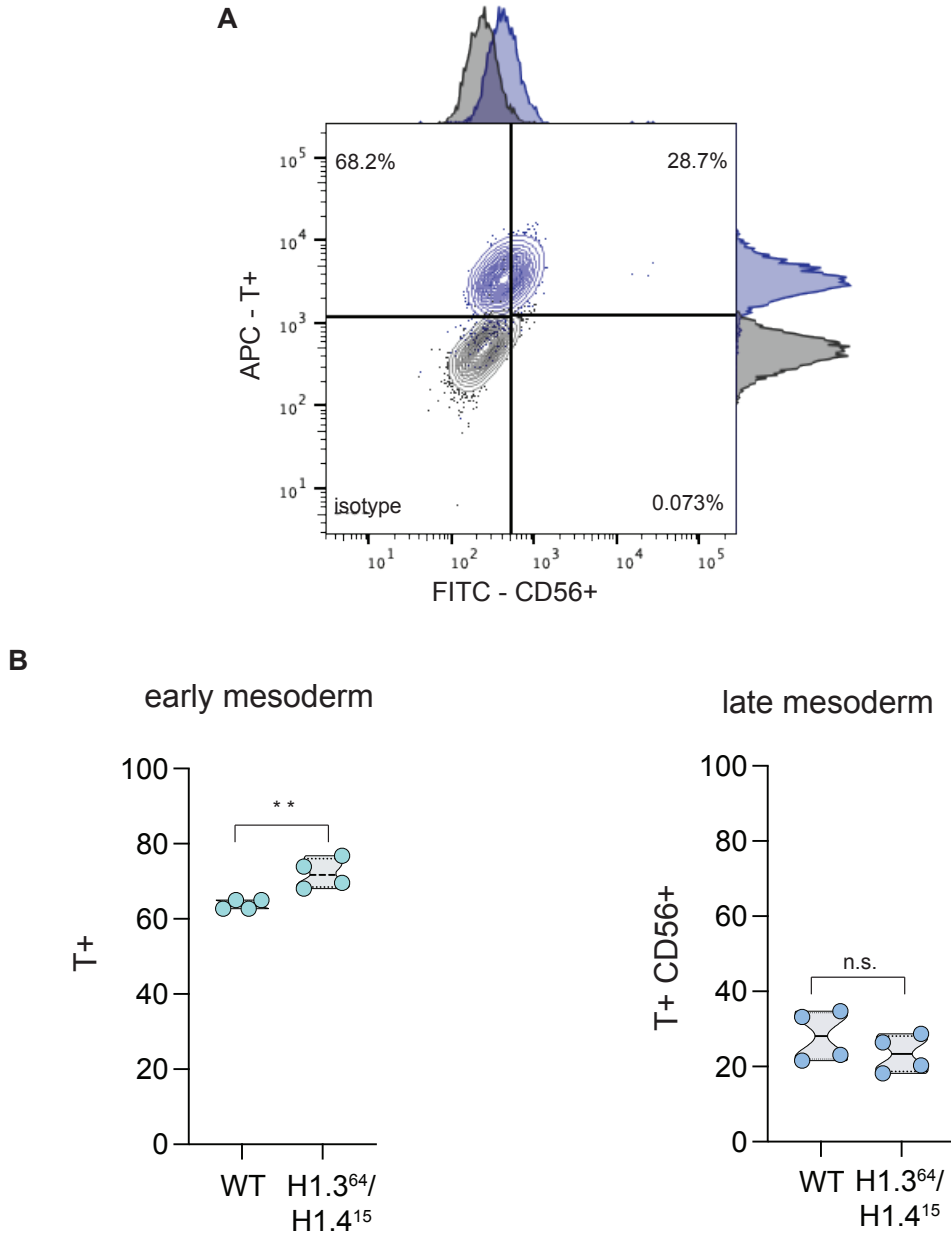 A
10⁵
68.2%
28.7%
10⁴
APC - T+
10³
10²
10¹
isotype
0.073%
10¹ 10² 10³ 10⁴ 10⁵
FITC - CD56+
B
early mesoderm
100
80
60
40
20
0
T+
**
WT H1.3⁶⁴/
H1.4¹⁵
late mesoderm
100
80
60
40
20
0
T+ CD56+
n.s.
WT H1.3⁶⁴/
H1.4¹⁵